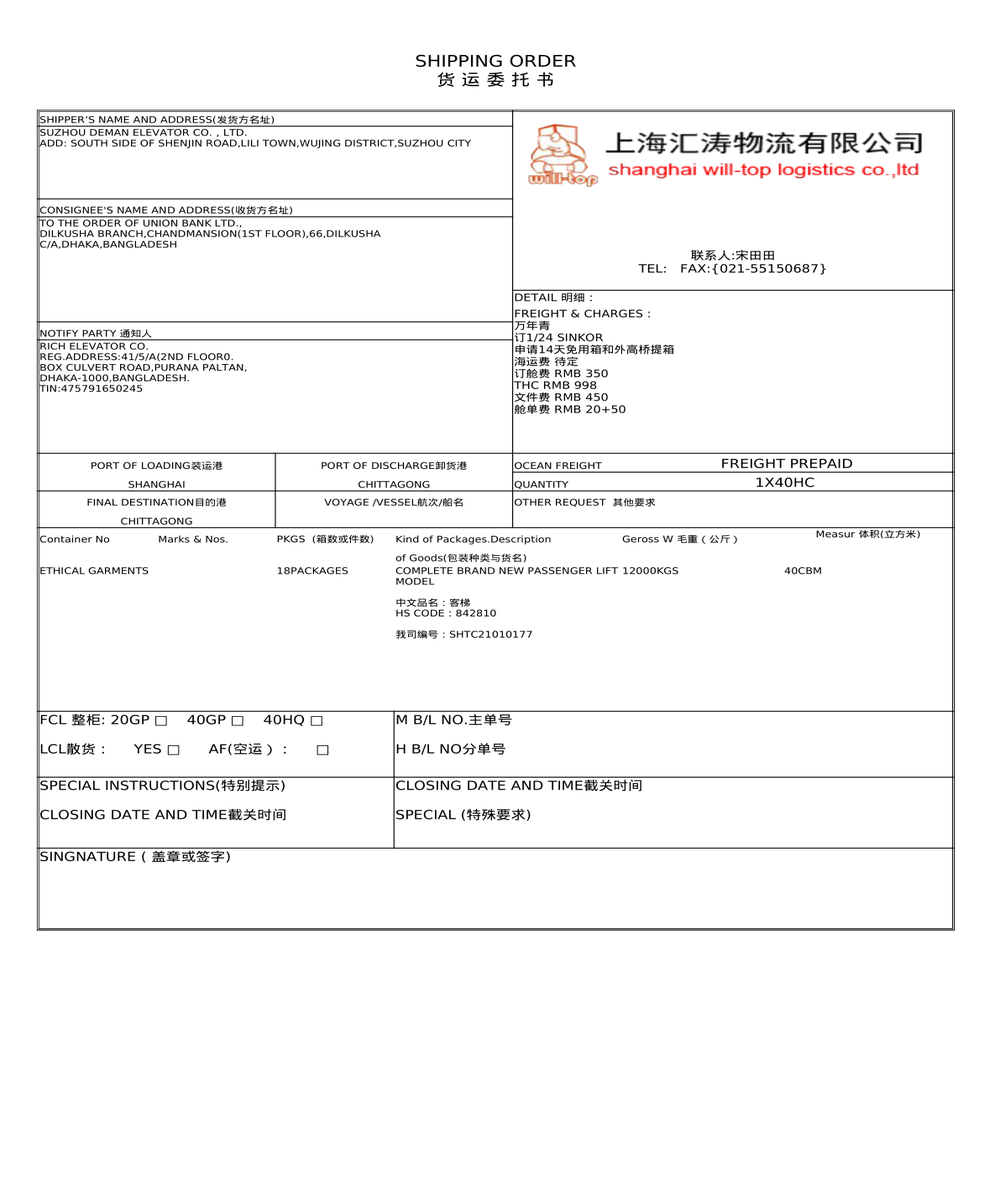 SHIPPING ORDER
货 运 委 托 书
SHIPPER'S NAME AND ADDRESS(发货方名址)
SUZHOU DEMAN ELEVATOR CO. , LTD.
ADD: SOUTH SIDE OF SHENJIN ROAD,LILI TOWN,WUJING DISTRICT,SUZHOU CITY
will-top
上海汇涛物流有限公司
shanghai will-top logistics co.,ltd
CONSIGNEE'S NAME AND ADDRESS(收货方名址)
TO THE ORDER OF UNION BANK LTD.,
DILKUSHA BRANCH,CHANDMANSION(1ST FLOOR),66,DILKUSHA
C/A,DHAKA,BANGLADESH
联系人:宋田田
TEL: FAX:{021-55150687}
NOTIFY PARTY 通知人
RICH ELEVATOR CO.
REG.ADDRESS:41/5/A(2ND FLOOR0.
BOX CULVERT ROAD,PURANA PALTAN,
DHAKA-1000,BANGLADESH.
TIN:475791650245
DETAIL 明细：
FREIGHT & CHARGES：
万年青
订1/24 SINKOR
申请14天免用箱和外高桥提箱
海运费 待定
订舱费 RMB 350
THC RMB 998
文件费 RMB 450
舱单费 RMB 20+50
PORT OF LOADING装运港 PORT OF DISCHARGE卸货港
SHANGHAI CHITTAGONG
OCEAN FREIGHT FREIGHT PREPAID
QUANTITY 1X40HC
FINAL DESTINATION目的港 VOYAGE /VESSEL航次/船名 OTHER REQUEST 其他要求
CHITTAGONG
Container No Marks & Nos. PKGS (箱数或件数) Kind of Packages.Description Geross W 毛重（公斤） Measur 体积(立方米)
of Goods(包装种类与货名)
ETHICAL GARMENTS 18PACKAGES COMPLETE BRAND NEW PASSENGER LIFT 12000KGS 40CBM
MODEL
中文品名：客梯
HS CODE：842810
我司编号：SHTC21010177
FCL 整柜: 20GP □ 40GP □ 40HQ □ M B/L NO.主单号
LCL散货： YES □ AF(空运）： □ H B/L NO分单号
SPECIAL INSTRUCTIONS(特别提示) CLOSING DATE AND TIME截关时间
CLOSING DATE AND TIME截关时间 SPECIAL (特殊要求)
SINGNATURE ( 盖章或签字)